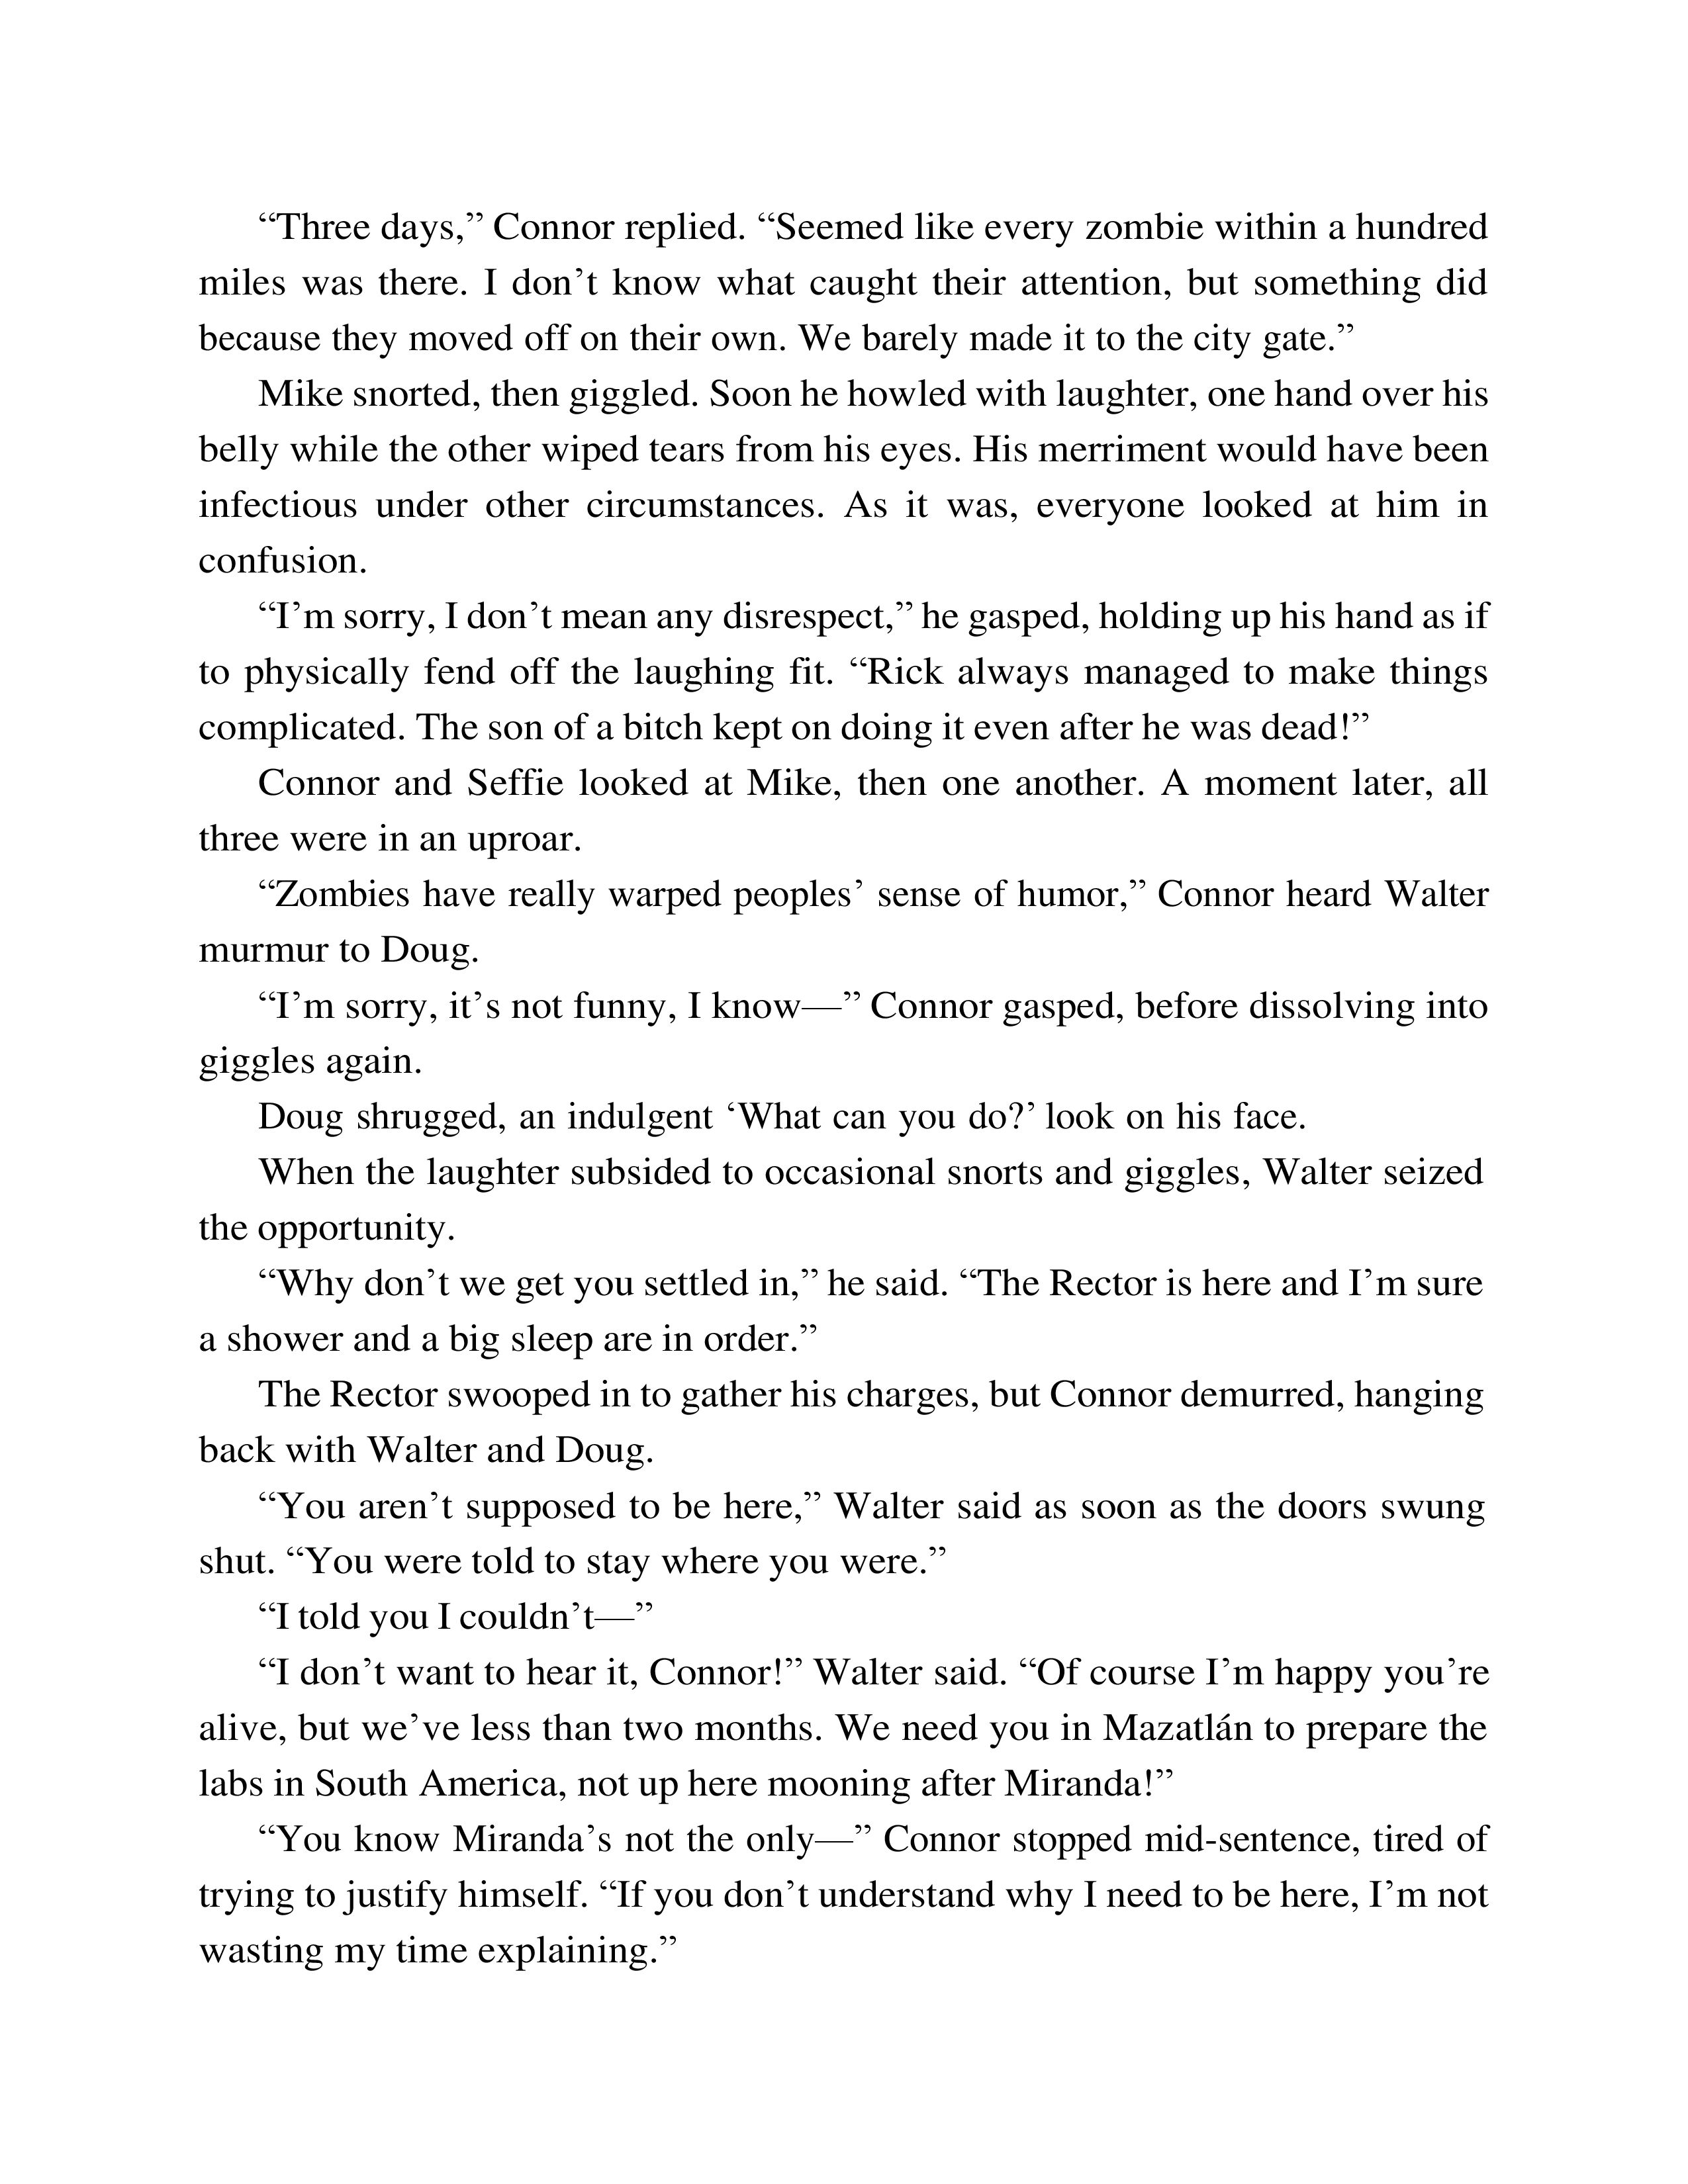 “Three days,” Connor replied. “Seemed like every zombie within a hundred
miles was there. I don’t know what caught their attention, but something did
because they moved off on their own. We barely made it to the city gate.”
Mike snorted, then giggled. Soon he howled with laughter, one hand over his
belly while the other wiped tears from his eyes. His merriment would have been
infectious under other circumstances. As it was, everyone looked at him in
confusion.
“I’m sorry, I don’t mean any disrespect,” he gasped, holding up his hand as if
to physically fend off the laughing fit. “Rick always managed to make things
complicated. The son of a bitch kept on doing it even after he was dead!”
Connor and Seffie looked at Mike, then one another. A moment later, all
three were in an uproar.
“Zombies have really warped peoples’ sense of humor,” Connor heard Walter
murmur to Doug.
“I’m sorry, it’s not funny, I know—” Connor gasped, before dissolving into
giggles again.
Doug shrugged, an indulgent ‘What can you do?’ look on his face.
When the laughter subsided to occasional snorts and giggles, Walter seized
the opportunity.
“Why don’t we get you settled in,” he said. “The Rector is here and I’m sure
a shower and a big sleep are in order.”
The Rector swooped in to gather his charges, but Connor demurred, hanging
back with Walter and Doug.
“You aren’t supposed to be here,” Walter said as soon as the doors swung
shut. “You were told to stay where you were.”
“I told you I couldn’t—”
“I don’t want to hear it, Connor!” Walter said. “Of course I’m happy you’re
alive, but we’ve less than two months. We need you in Mazatlán to prepare the
labs in South America, not up here mooning after Miranda!”
“You know Miranda’s not the only—” Connor stopped mid-sentence, tired of
trying to justify himself. “If you don’t understand why I need to be here, I’m not
wasting my time explaining.”